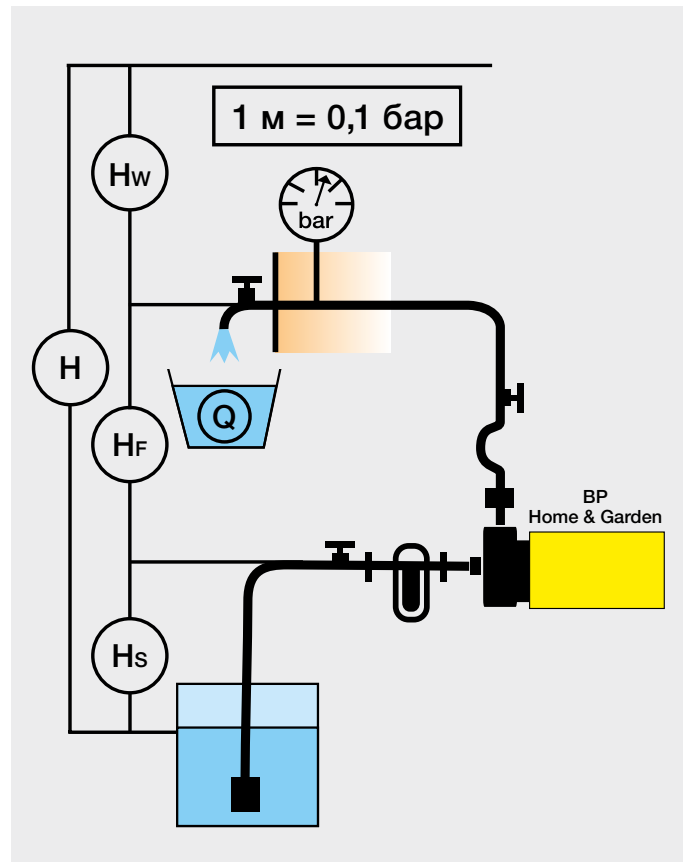 1 м = 0,1 бар
HW
bar
H
Q
HF
BP
Home & Garden
HS